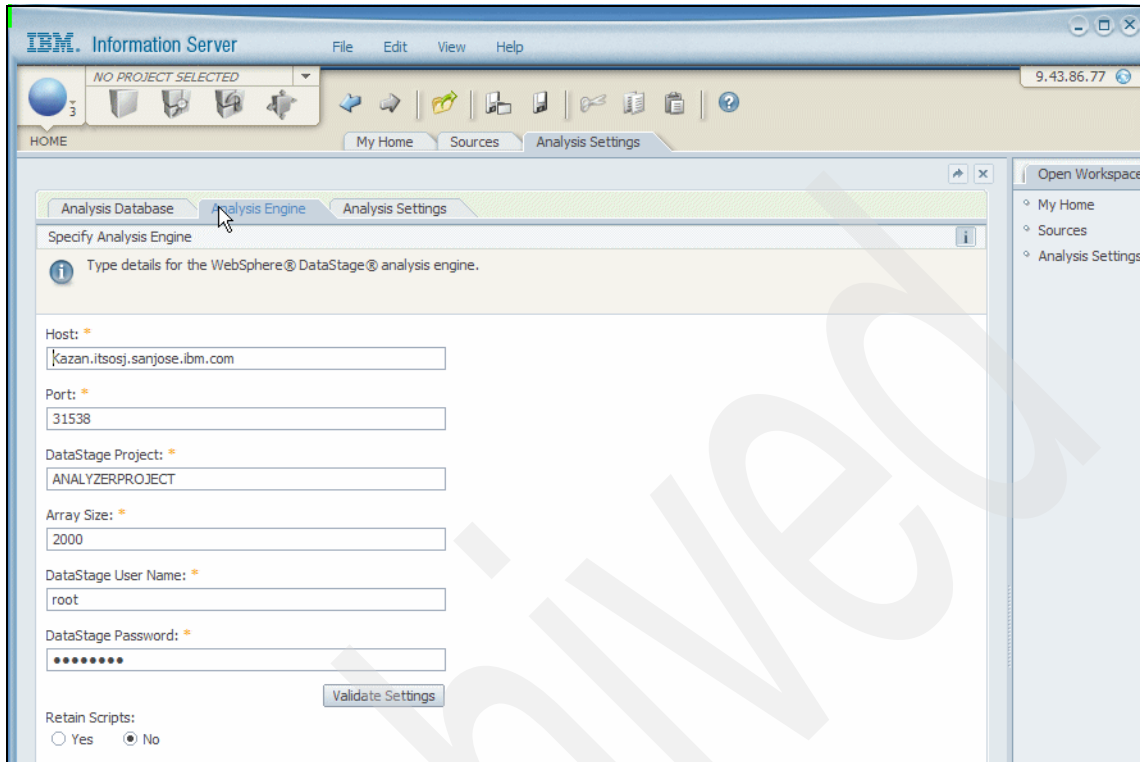 IBM. Information Server
File Edit View Help
NO PROJECT SELECTED
9.43.86.77
3
HOME
My Home Sources Analysis Settings
Open Workspace
Analysis Database Analysis Engine Analysis Settings
My Home
Specify Analysis Engine
i
Sources
Type details for the WebSphere® DataStage® analysis engine.
Analysis Settings
Host: *
Kazan.itsosj.sanjose.ibm.com
Port: *
31538
DataStage Project: *
ANALYZERPROJECT
Array Size: *
2000
DataStage User Name: *
root
DataStage Password: *
••••••••
Validate Settings
Retain Scripts:
Yes No
hived